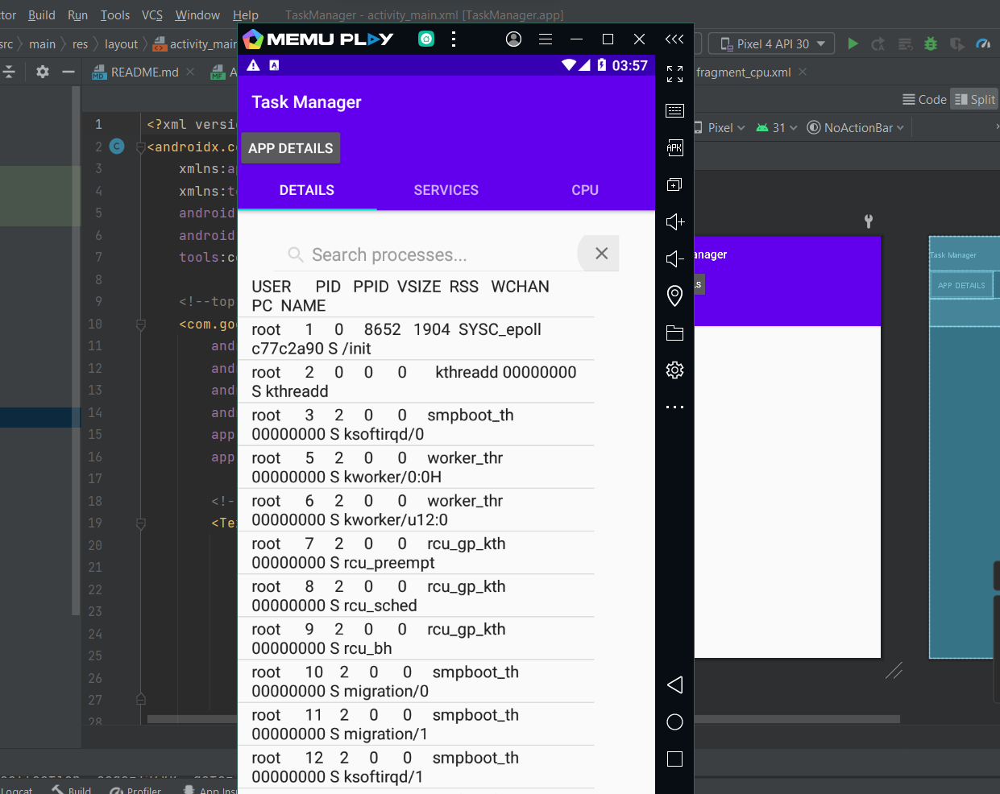 tor Build Run Tools VCS Window Help TaskManager - activity_main.xml [TaskManager.app]
MEMU PLAY
src main res layout activity_main
Pixel 4 API 30
README.md
fragment_cpu.xml
03:57
Task Manager
APP DETAILS
DETAILS SERVICES CPU
Code Split
Pixel 31 NoActionBar
APK
Search processes...
USER PID PPID VSIZE RSS WCHAN
PC NAME
root 1 0 8652 1904 SYSC_epoll
c77c2a90 S /init
root 2 0 0 0 kthreadd 00000000
S kthreadd
root 3 2 0 0 smpboot_th
00000000 S ksoftirqd/0
root 5 2 0 0 worker_thr
00000000 S kworker/0:0H
root 6 2 0 0 worker_thr
00000000 S kworker/u12:0
root 7 2 0 0 rcu_gp_kth
00000000 S rcu_preempt
root 8 2 0 0 rcu_gp_kth
00000000 S rcu_sched
root 9 2 0 0 rcu_gp_kth
00000000 S rcu_bh
root 10 2 0 0 smpboot_th
00000000 S migration/0
root 11 2 0 0 smpboot_th
00000000 S migration/1
root 12 2 0 0 smpboot_th
00000000 S ksoftirqd/1
1 <?xml versi
2 <androidx.c
3 xmlns:a
4 xmlns:t
5 android
6 android
7 tools:c
8
9 <!--top
10 <com.go
11 and
12 and
13 and
14 and
15 app
16 app
17
18 <!-
19 <Te
20
21
22
23
24
25
26
27
28
anager
ls
Task Manager
APP DETAILS
Logcat Build Profiler App Ins